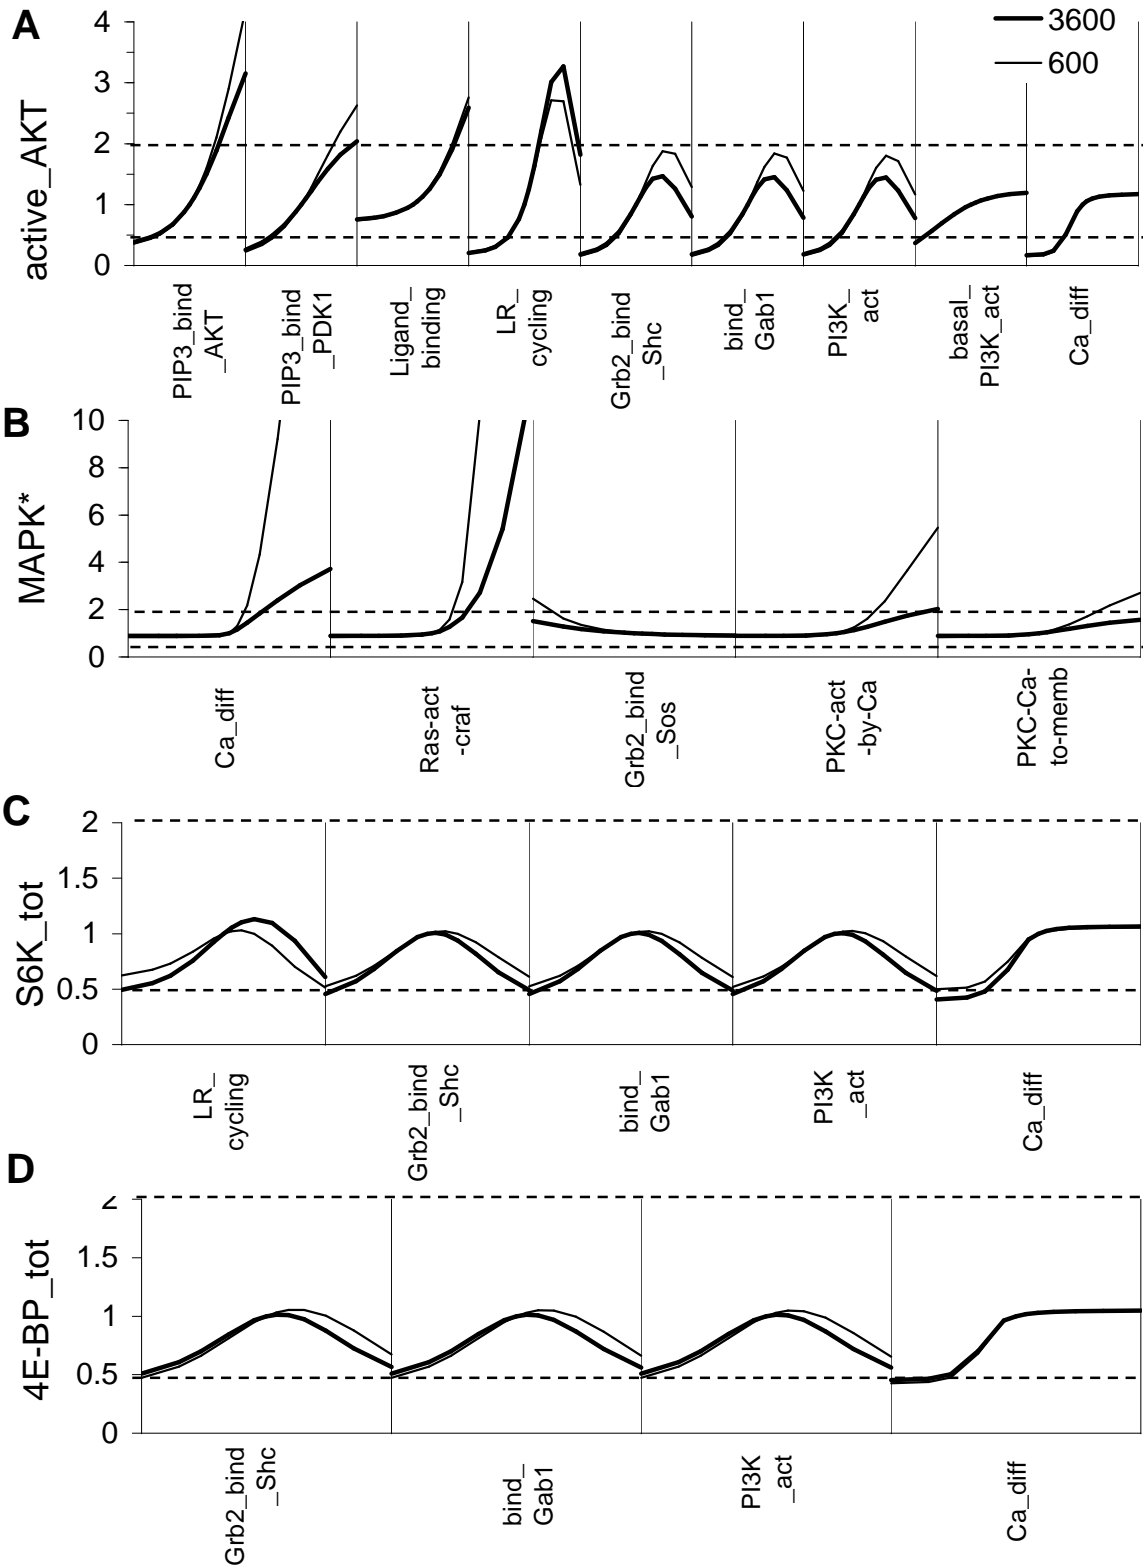 A
3600
600
4
3
2
1
0
active_AKT
PIP3_bind
_AKT
PIP3_bind
_PDK1
Ligand_
binding
LR_
cycling
Grb2_bind
_Shc
bind_
Gab1
PI3K_
act
basal_
PI3K_act
Ca_diff
B
10
8
6
4
2
0
MAPK*
Ca_diff
Ras-act
-craf
Grb2_bind
_Sos
PKC-act
-by-Ca
PKC-Ca-
to-memb
C
2
1.5
1
0.5
0
S6K_tot
LR_
cycling
Grb2_bind
_Shc
bind_
Gab1
PI3K
_act
Ca_diff
D
2
1.5
1
0.5
0
4E-BP_tot
Grb2_bind
_Shc
bind_
Gab1
PI3K
_act
Ca_diff